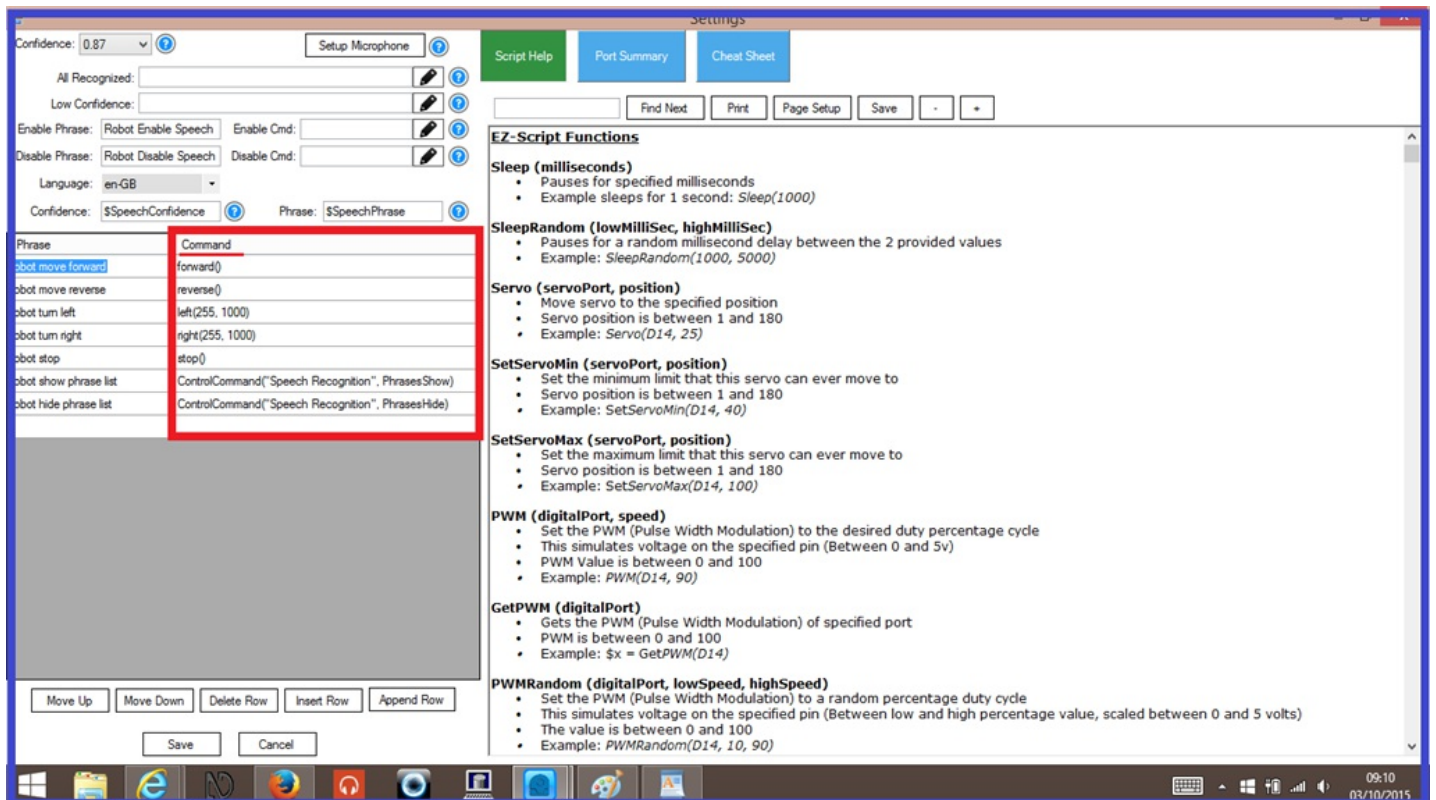 Settings
Confidence: 0.87
Setup Microphone
All Recognized:
Low Confidence:
Enable Phrase: Robot Enable Speech Enable Cmd:
Disable Phrase: Robot Disable Speech Disable Cmd:
Language: en-GB
Confidence: $SpeechConfidence Phrase: $SpeechPhrase
Phrase Command
obot move forward forward()
obot move reverse reverse()
obot turn left left(255, 1000)
obot turn right right(255, 1000)
obot stop stop()
obot show phrase list ControlCommand("Speech Recognition", PhrasesShow)
obot hide phrase list ControlCommand("Speech Recognition", PhrasesHide)
Move Up Move Down Delete Row Insert Row Append Row
Save Cancel
Script Help Port Summary Cheat Sheet
Find Next Print Page Setup Save - +
EZ-Script Functions
Sleep (milliseconds)
• Pauses for specified milliseconds
• Example sleeps for 1 second: Sleep(1000)
SleepRandom (lowMilliSec, highMilliSec)
• Pauses for a random millisecond delay between the 2 provided values
• Example: SleepRandom(1000, 5000)
Servo (servoPort, position)
• Move servo to the specified position
• Servo position is between 1 and 180
• Example: Servo(D14, 25)
SetServoMin (servoPort, position)
• Set the minimum limit that this servo can ever move to
• Servo position is between 1 and 180
• Example: SetServoMin(D14, 40)
SetServoMax (servoPort, position)
• Set the maximum limit that this servo can ever move to
• Servo position is between 1 and 180
• Example: SetServoMax(D14, 100)
PWM (digitalPort, speed)
• Set the PWM (Pulse Width Modulation) to the desired duty percentage cycle
• This simulates voltage on the specified pin (Between 0 and 5v)
• PWM Value is between 0 and 100
• Example: PWM(D14, 90)
GetPWM (digitalPort)
• Gets the PWM (Pulse Width Modulation) of specified port
• PWM is between 0 and 100
• Example: $x = GetPWM(D14)
PWMRandom (digitalPort, lowSpeed, highSpeed)
• Set the PWM (Pulse Width Modulation) to a random percentage duty cycle
• This simulates voltage on the specified pin (Between low and high percentage value, scaled between 0 and 5 volts)
• The value is between 0 and 100
• Example: PWMRandom(D14, 10, 90)
09:10
03/10/2015